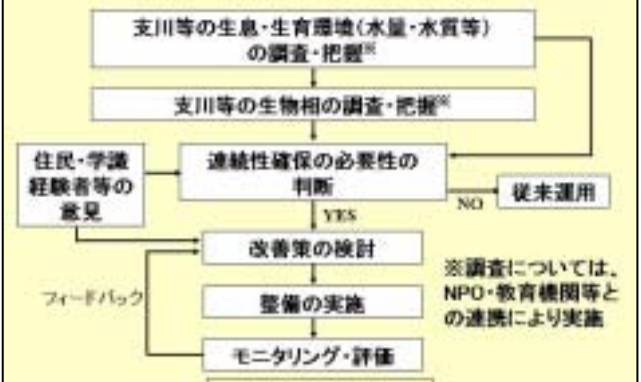 支川等の生息・生育環境(水量・水質等)
の調査・把握※
支川等の生物相の調査・把握※
住民・学識
経験者等の
意見
連続性確保の必要性の
判断
NO
従来運用
YES
改善策の検討
フィードバック
整備の実施
モニタリング・評価
※調査については、
NPO・教育機関等と
の連携により実施